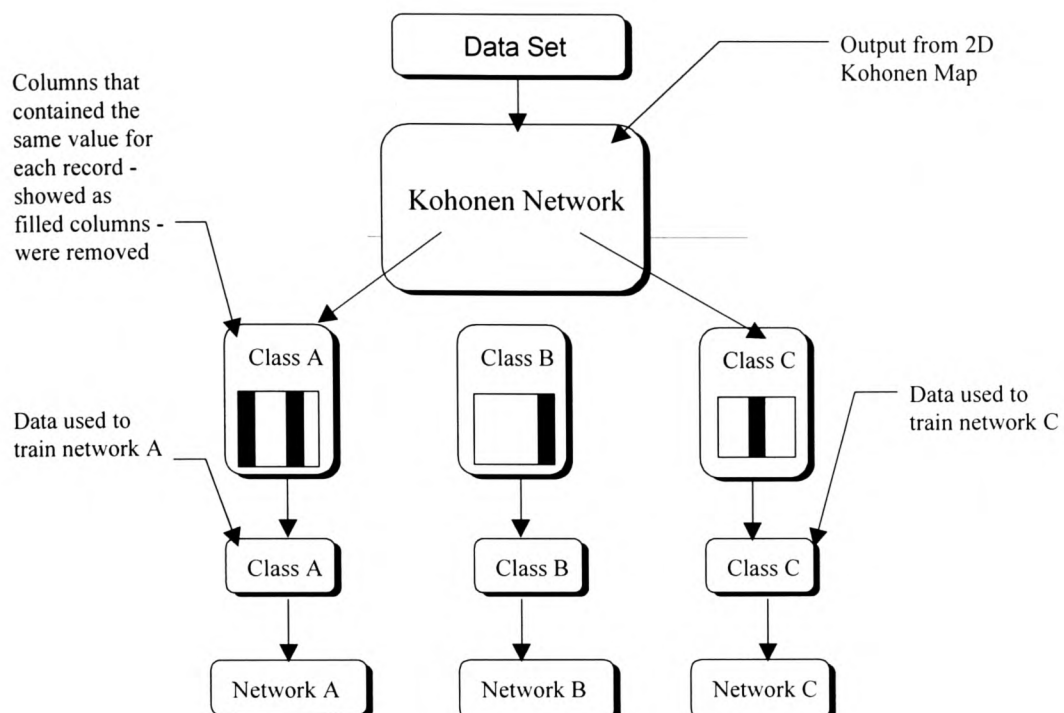 Data Set
Output from 2D
Kohonen Map
Columns that
contained the
same value for
each record -
showed as
filled columns -
were removed
Kohonen Network
Class A
Class B
Class C
Data used to
train network A
Data used to
train network C
Class A
Class B
Class C
Network A
Network B
Network C